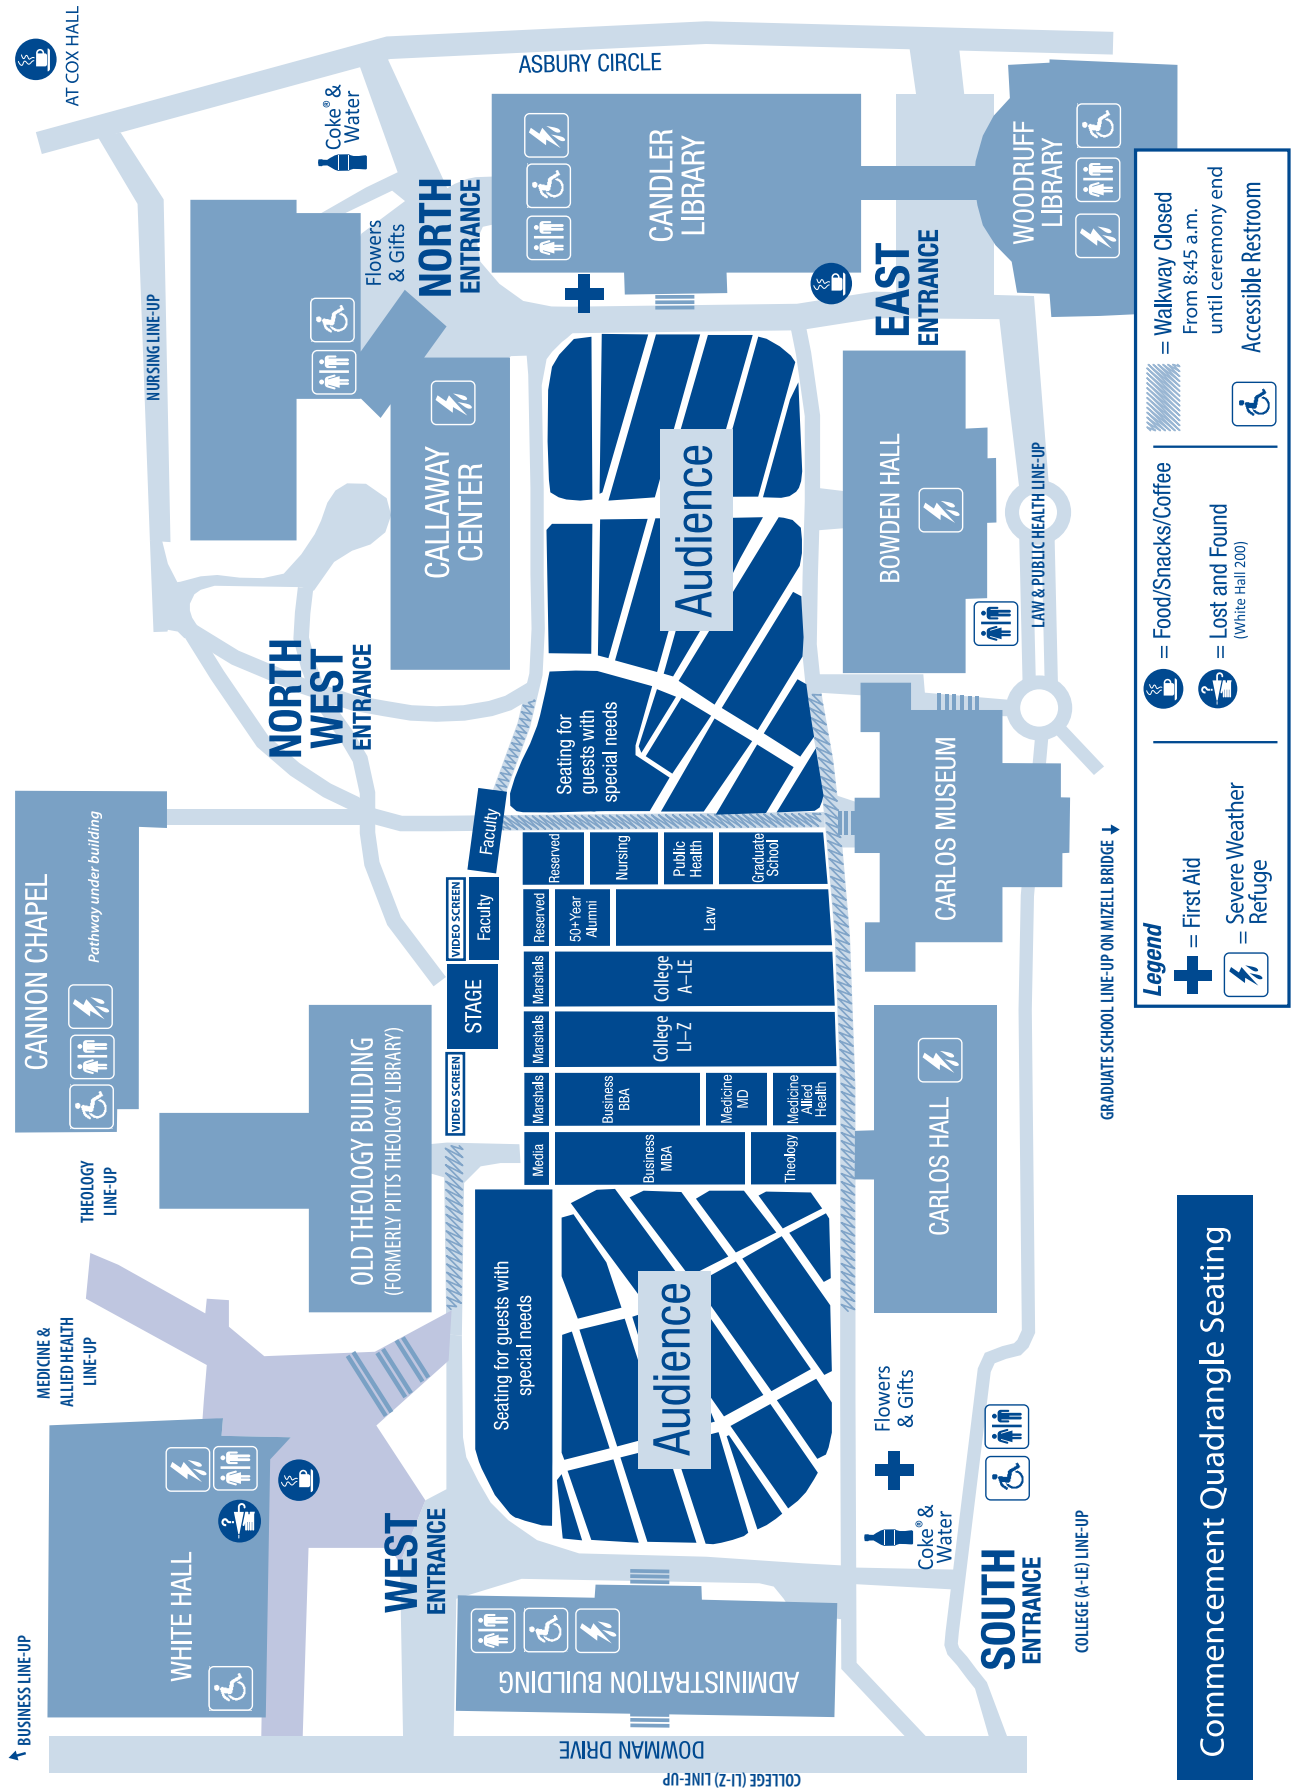 AT COX HALL
ASBURY CIRCLE
Coke® &
Water
NURSING LINE-UP
Flowers
& Gifts
NORTH
ENTRANCE
CANDLER
LIBRARY
WOODRUFF
LIBRARY
EAST
ENTRANCE
CALLAWAY
CENTER
Audience
BOWDEN HALL
LAW & PUBLIC HEALTH LINE-UP
NORTH
WEST
ENTRANCE
Seating for
guests with
special needs
CARLOS MUSEUM
GRADUATE SCHOOL LINE-UP ON MIZELL BRIDGE
CANNON CHAPEL
Pathway under building
Faculty
Reserved
Nursing
Public
Health
Graduate
School
VIDEO SCREEN
Faculty
Reserved
50+Year
Alumni
Law
STAGE
Marshals
College
A–LE
Marshals
College
LI–Z
VIDEO SCREEN
Marshals
Business
BBA
Medicine
MD
Medicine
Allied
Health
Media
Business
MBA
Theology
OLD THEOLOGY BUILDING
(FORMERLY PITTS THEOLOGY LIBRARY)
THEOLOGY
LINE-UP
CARLOS HALL
MEDICINE &
ALLIED HEALTH
LINE-UP
Seating for guests with
special needs
Audience
Flowers
& Gifts
Coke® &
Water
WHITE HALL
WEST
ENTRANCE
SOUTH
ENTRANCE
COLLEGE (A-LE) LINE-UP
BUSINESS LINE-UP
ADMINISTRATION BUILDING
DOWMAN DRIVE
COLLEGE (LI-Z) LINE-UP
Legend
= First Aid
= Severe Weather
Refuge
= Food/Snacks/Coffee
= Lost and Found
(White Hall 200)
= Walkway Closed
From 8:45 a.m.
until ceremony end
Accessible Restroom
Commencement Quadrangle Seating